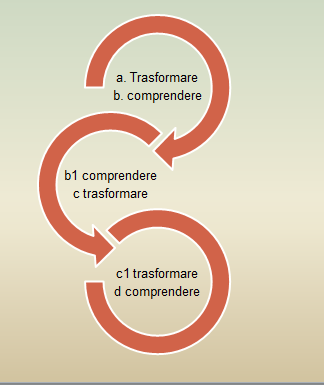 a. Trasformare
b. comprendere
b1 comprendere
c trasformare
c1 trasformare
d comprendere